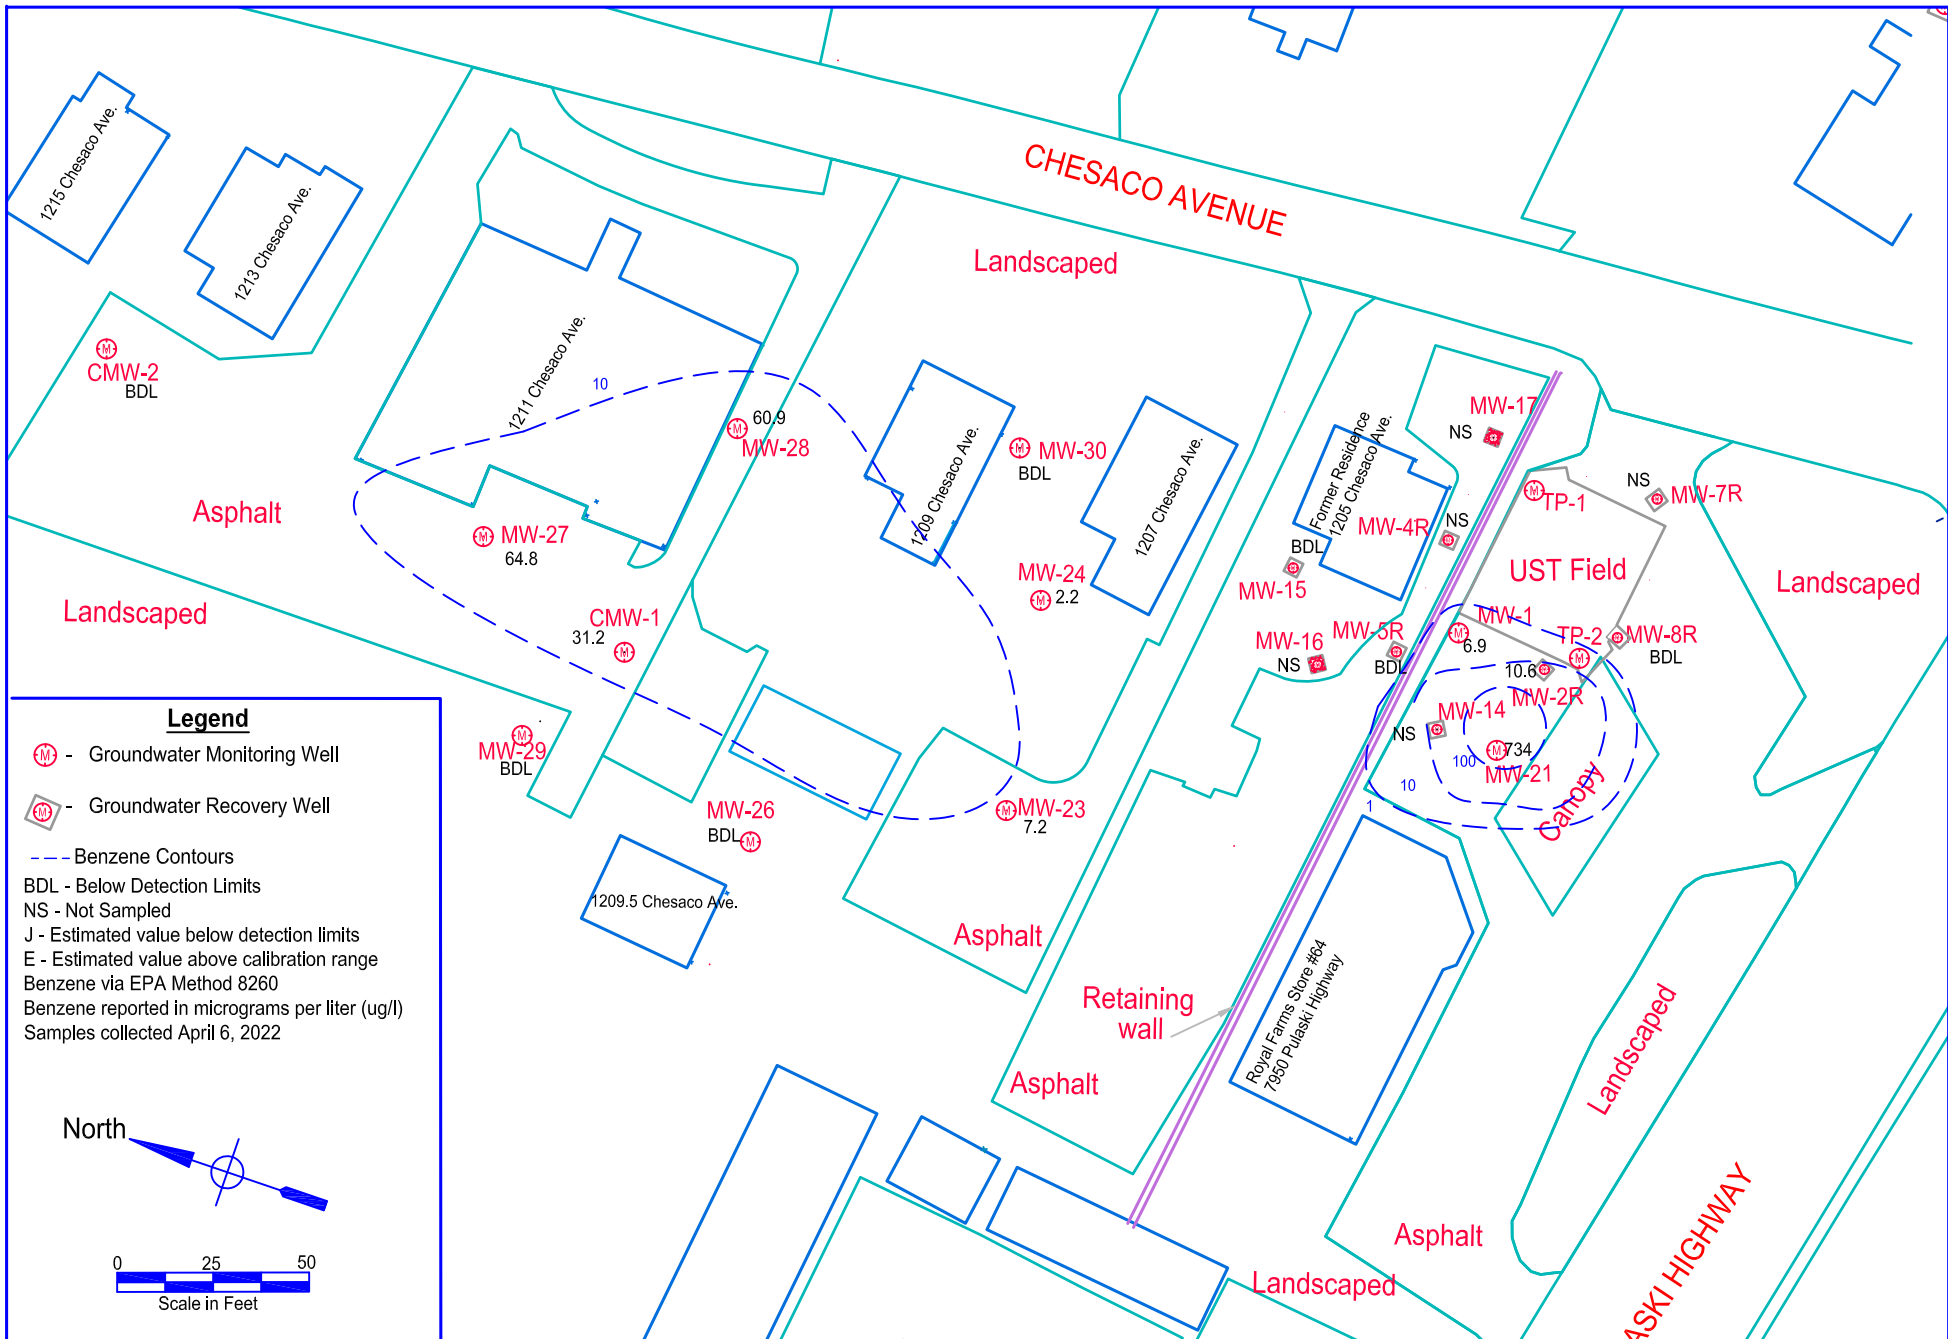 CHESACO AVENUE
1215 Chesaco Ave.
1213 Chesaco Ave.
1211 Chesaco Ave.
Landscaped
CMW-2
BDL
10
60.9
MW-28
1209 Chesaco Ave.
MW-30
BDL
1207 Chesaco Ave.
Former Residence
1205 Chesaco Ave.
MW-17
NS
NS
MW-7R
TP-1
MW-4R
NS
Asphalt
MW-27
64.8
MW-24
2.2
BDL
MW-15
UST Field
Landscaped
Landscaped
CMW-1
31.2
MW-16
NS
MW-5R
BDL
MW-1
6.9
TP-2
MW-8R
BDL
10.6
MW-2R
MW-14
NS
734
MW-21
100
10
1
Canopy
MW-29
BDL
MW-26
BDL
MW-23
7.2
1209.5 Chesaco Ave.
Asphalt
Retaining
wall
Asphalt
Royal Farms Store #64
7950 Pulaski Highway
Landscaped
Asphalt
Landscaped
ASKI HIGHWAY
Legend
M - Groundwater Monitoring Well
M - Groundwater Recovery Well
--- Benzene Contours
BDL - Below Detection Limits
NS - Not Sampled
J - Estimated value below detection limits
E - Estimated value above calibration range
Benzene via EPA Method 8260
Benzene reported in micrograms per liter (ug/l)
Samples collected April 6, 2022
North
0 25 50
Scale in Feet